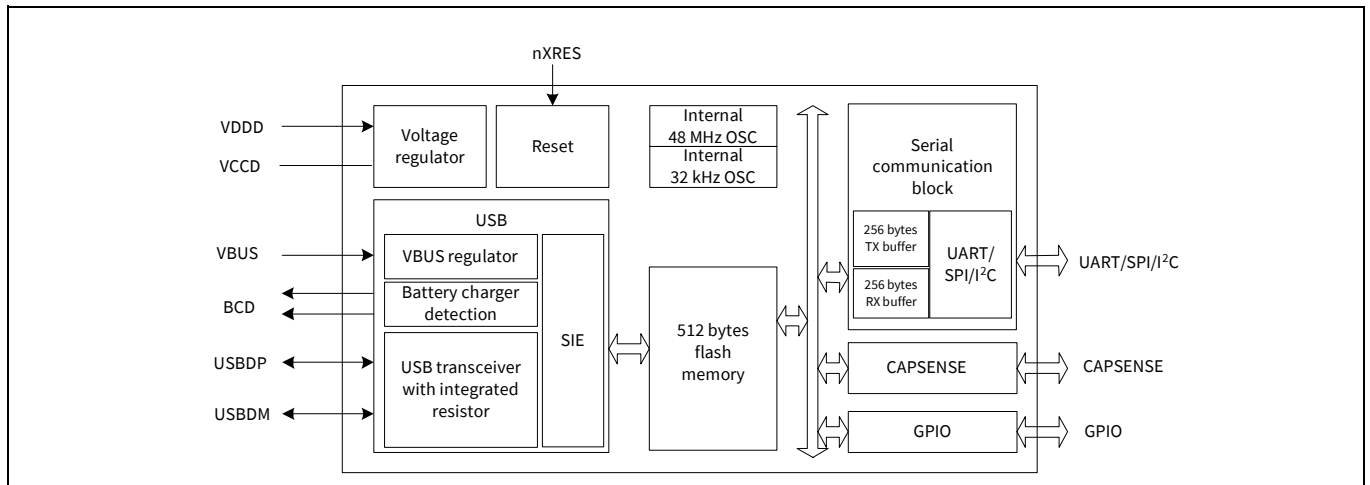 nXRES
VDDD
VCCD
Voltage
regulator
Reset
Internal
48 MHz OSC
Internal
32 kHz OSC
Serial
communication
block
256 bytes
TX buffer
256 bytes
RX buffer
UART/
SPI/I²C
UART/SPI/I²C
USB
VBUS
VBUS regulator
BCD
Battery charger
detection
USBDP
USBDM
USB transceiver
with integrated
resistor
SIE
512 bytes
flash
memory
CAPSENSE
CAPSENSE
GPIO
GPIO